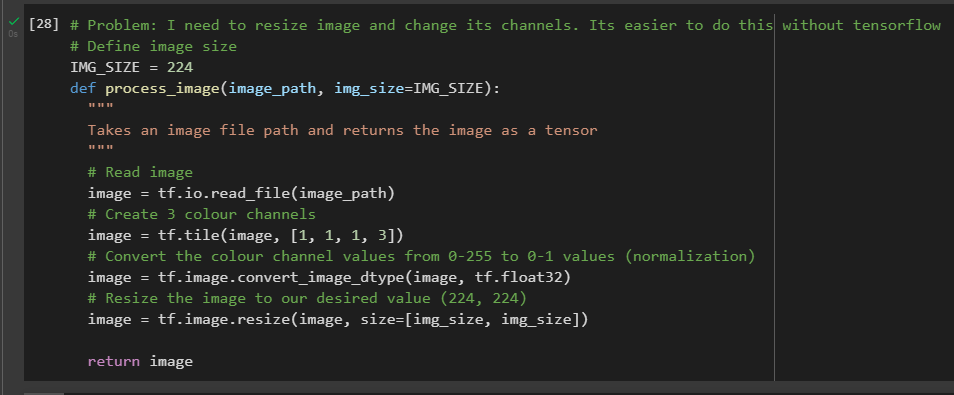 [28] # Problem: I need to resize image and change its channels. Its easier to do this without tensorflow
0s
# Define image size
IMG_SIZE = 224
def process_image(image_path, img_size=IMG_SIZE):
  """
  Takes an image file path and returns the image as a tensor
  """
  # Read image
  image = tf.io.read_file(image_path)
  # Create 3 colour channels
  image = tf.tile(image, [1, 1, 1, 3])
  # Convert the colour channel values from 0-255 to 0-1 values (normalization)
  image = tf.image.convert_image_dtype(image, tf.float32)
  # Resize the image to our desired value (224, 224)
  image = tf.image.resize(image, size=[img_size, img_size])
  return image